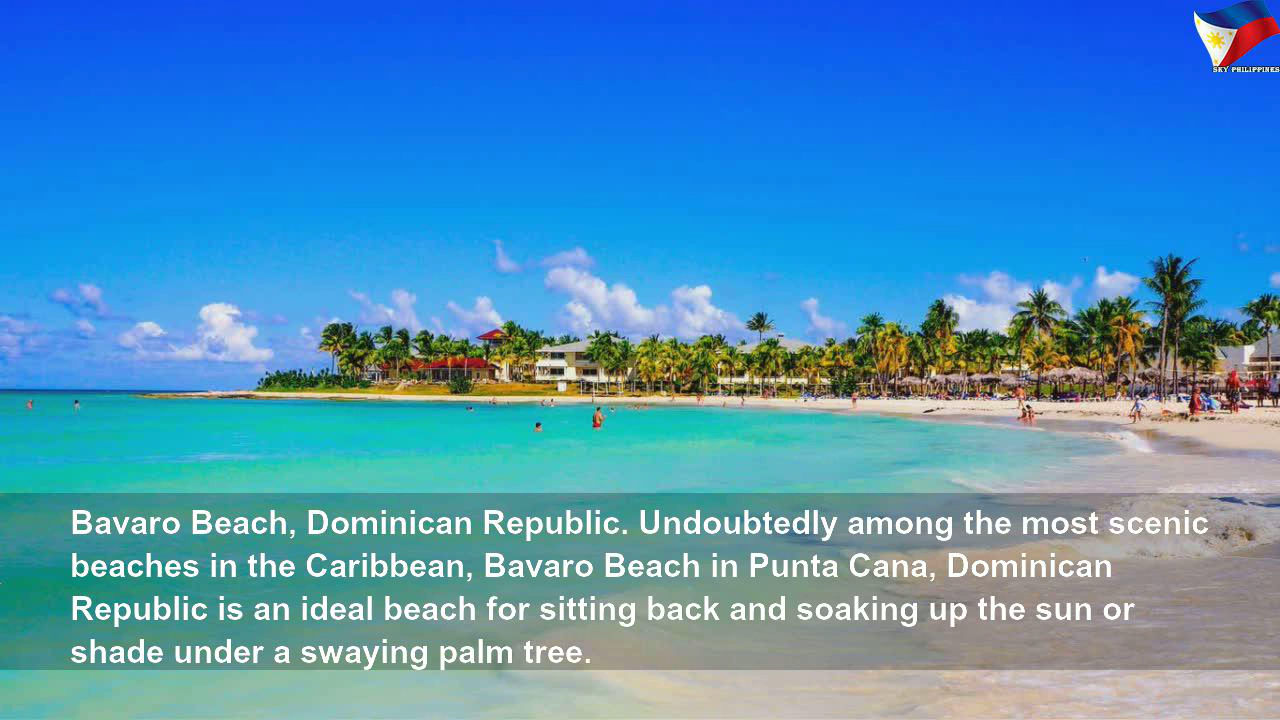 SKY PHILIPPINES
Bavaro Beach, Dominican Republic. Undoubtedly among the most scenic
beaches in the Caribbean, Bavaro Beach in Punta Cana, Dominican
Republic is an ideal beach for sitting back and soaking up the sun or
shade under a swaying palm tree.